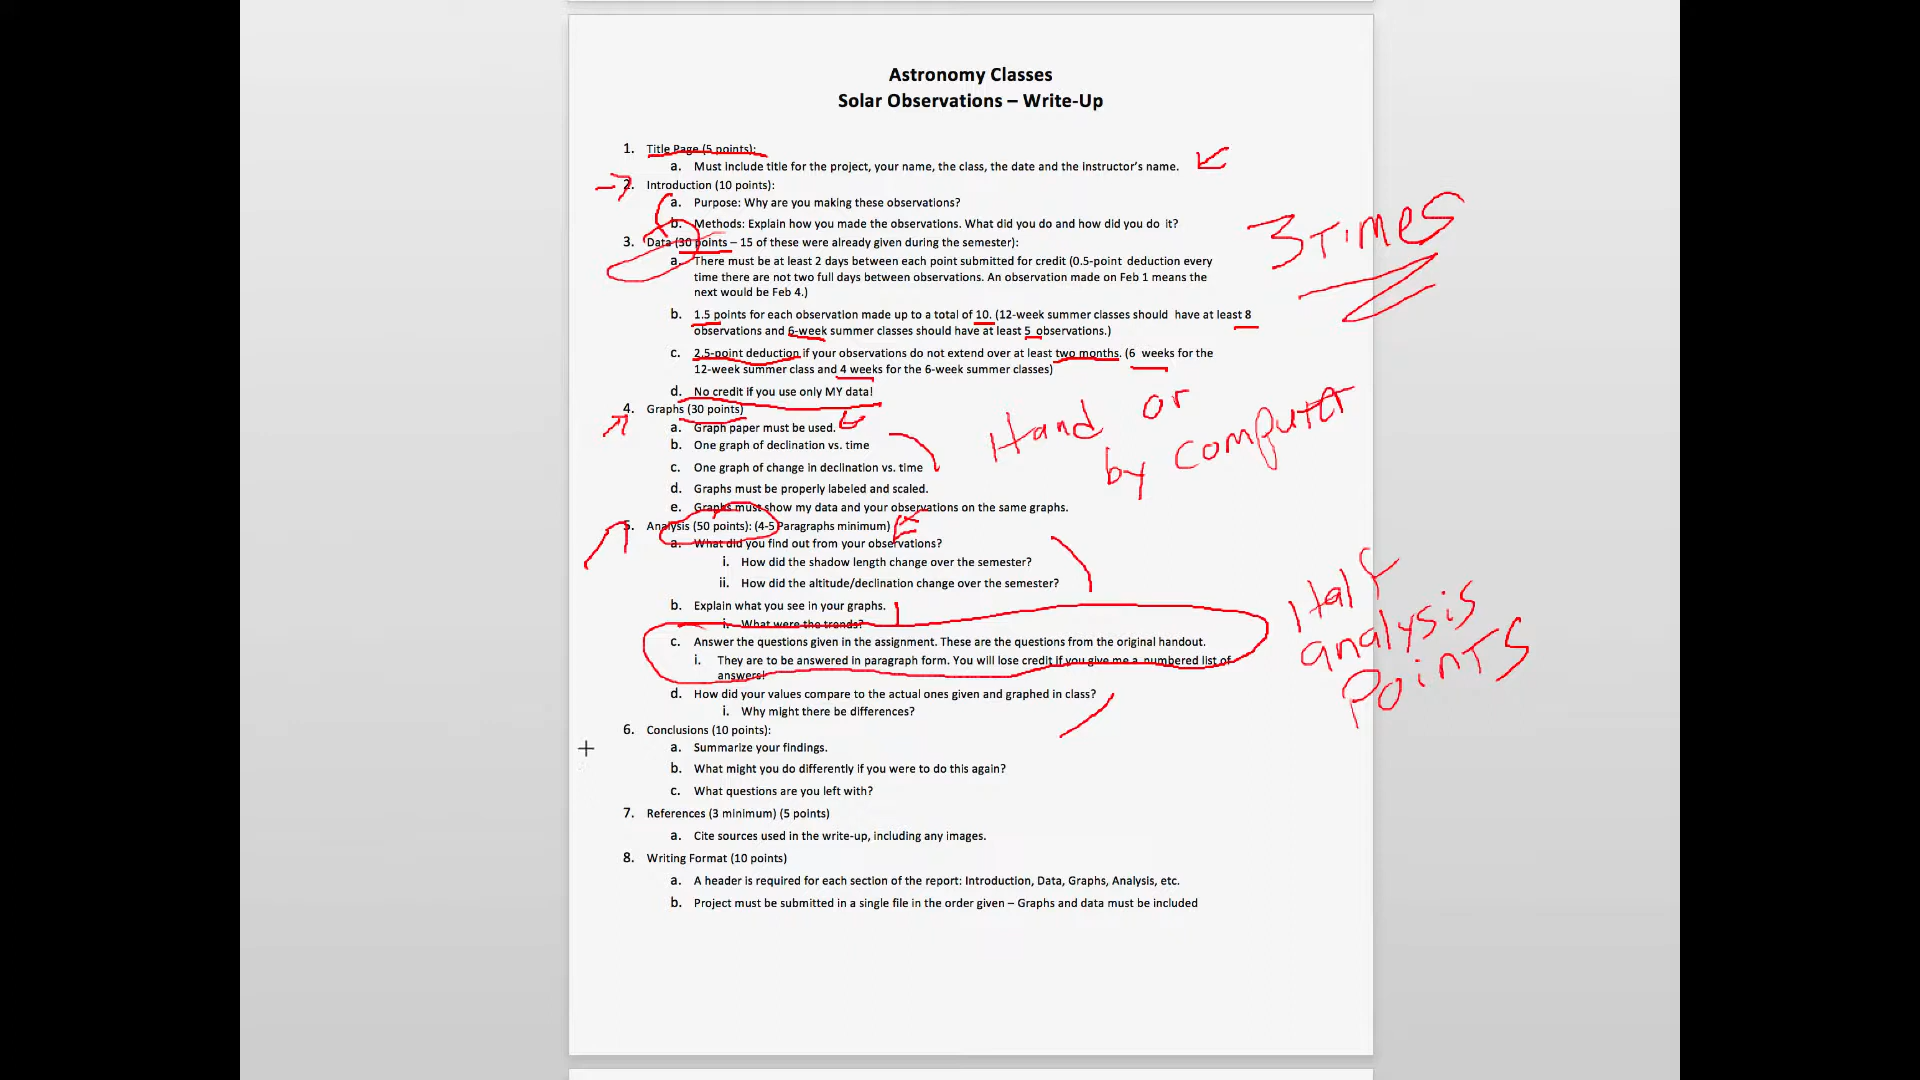 Astronomy Classes
Solar Observations – Write-Up
1. Title Page (5 points):
a. Must include title for the project, your name, the class, the date and the instructor's name.
2. Introduction (10 points):
a. Purpose: Why are you making these observations?
b. Methods: Explain how you made the observations. What did you do and how did you do it?
3 TIMES
3. Data (30 points – 15 of these were already given during the semester):
a. There must be at least 2 days between each point submitted for credit (0.5-point deduction every
time there are not two full days between observations. An observation made on Feb 1 means the
next would be Feb 4.)
b. 1.5 points for each observation made up to a total of 10. (12-week summer classes should have at least 8
observations and 6-week summer classes should have at least 5 observations.)
c. 2.5-point deduction if your observations do not extend over at least two months. (6 weeks for the
12-week summer class and 4 weeks for the 6-week summer classes)
d. No credit if you use only MY data!
4. Graphs (30 points)
a. Graph paper must be used.
Hand or
by computer
b. One graph of declination vs. time
c. One graph of change in declination vs. time
d. Graphs must be properly labeled and scaled.
e. Graphs must show my data and your observations on the same graphs.
5. Analysis (50 points): (4-5 Paragraphs minimum)
a. What did you find out from your observations?
i. How did the shadow length change over the semester?
ii. How did the altitude/declination change over the semester?
b. Explain what you see in your graphs.
i. What were the trends?
Half
analysis
Points
c. Answer the questions given in the assignment. These are the questions from the original handout.
i. They are to be answered in paragraph form. You will lose credit if you give me a numbered list of
answers!
d. How did your values compare to the actual ones given and graphed in class?
i. Why might there be differences?
6. Conclusions (10 points):
a. Summarize your findings.
b. What might you do differently if you were to do this again?
c. What questions are you left with?
7. References (3 minimum) (5 points)
a. Cite sources used in the write-up, including any images.
8. Writing Format (10 points)
a. A header is required for each section of the report: Introduction, Data, Graphs, Analysis, etc.
b. Project must be submitted in a single file in the order given – Graphs and data must be included